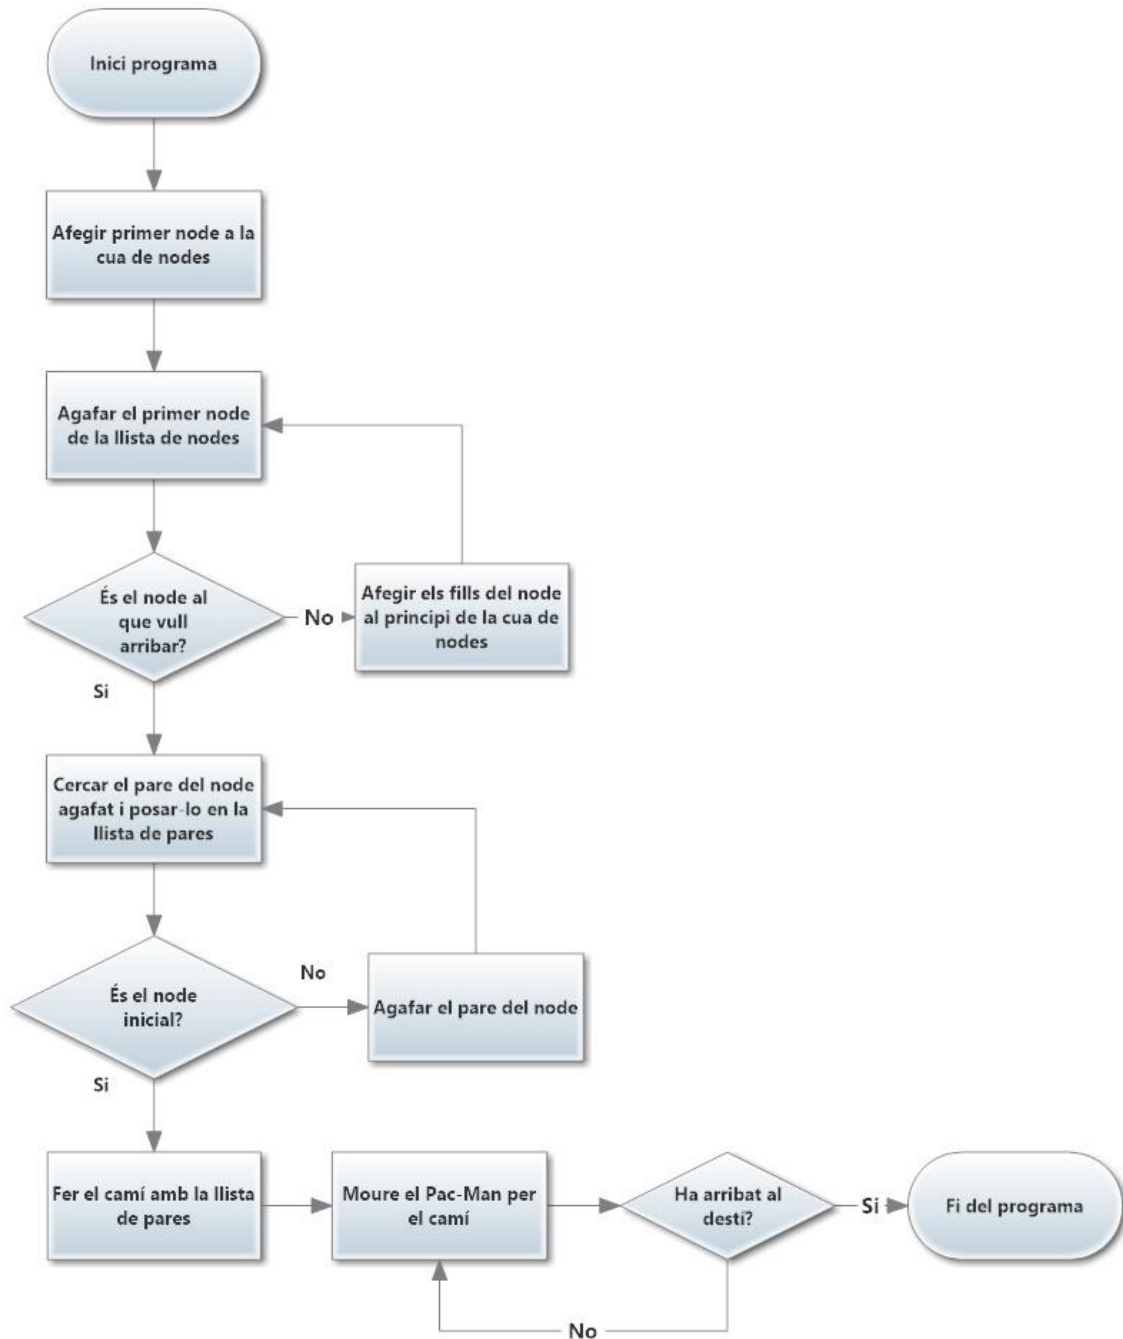 Inici programa
Afegir primer node a la
cua de nodes
Agafar el primer node
de la llista de nodes
És el node al
que vull
arribar?
No
Afegir els fills del node
al principi de la cua de
nodes
Si
Cercar el pare del node
agafat i posar-lo en la
llista de pares
És el node
inicial?
No
Agafar el pare del node
Si
Fer el camí amb la llista
de pares
Moure el Pac-Man per
el camí
Ha arribat al
destí?
Si
Fi del programa
No